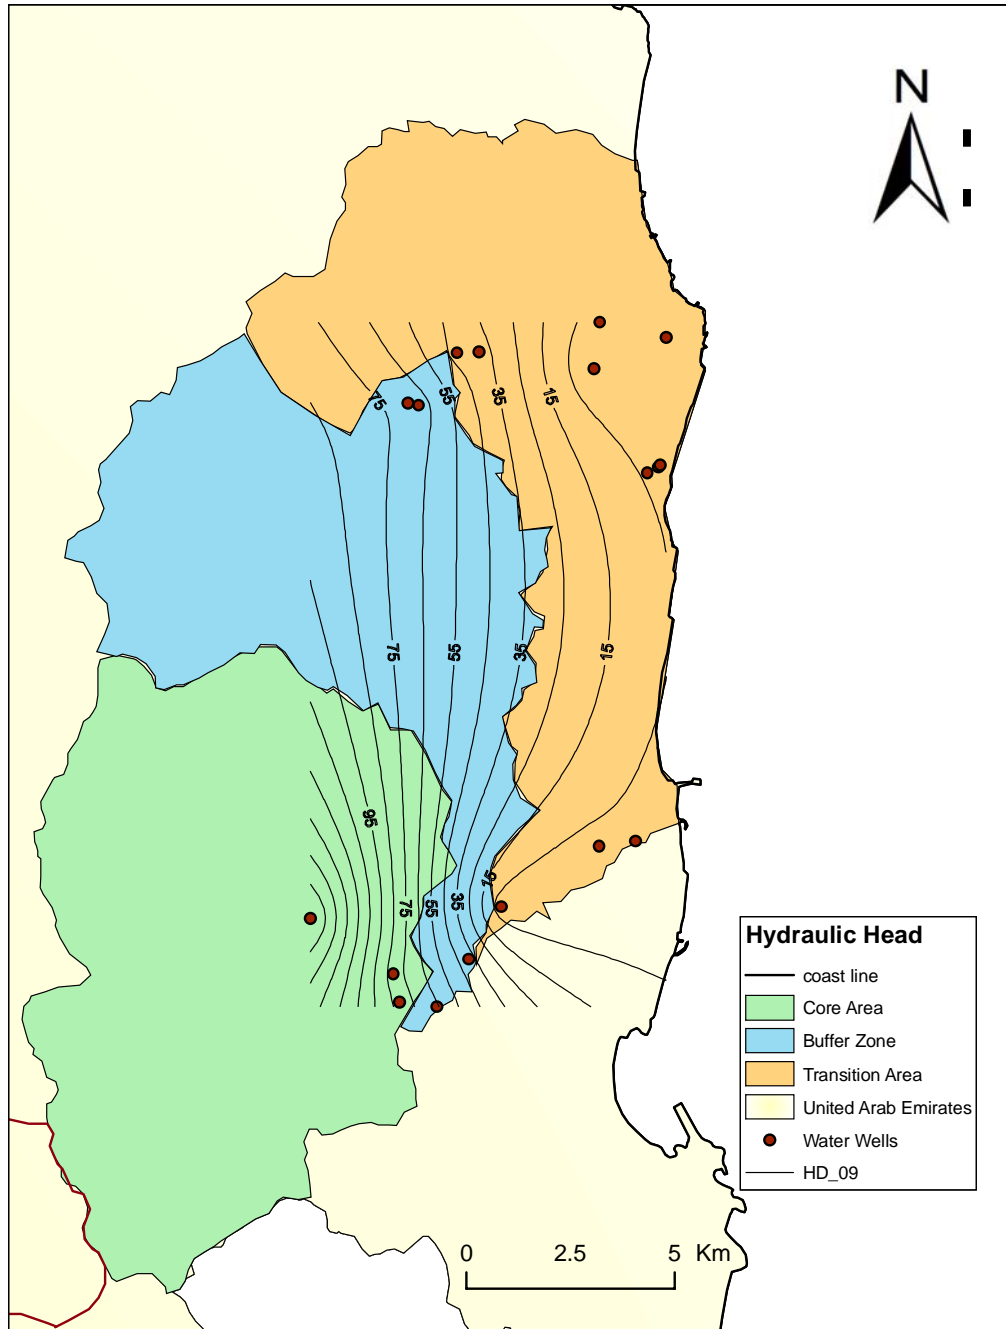 N
75
55
35
15
75
55
35
15
95
15
75
55
35
Hydraulic Head
coast line
Core Area
Buffer Zone
Transition Area
United Arab Emirates
Water Wells
HD_09
0 2.5 5 Km